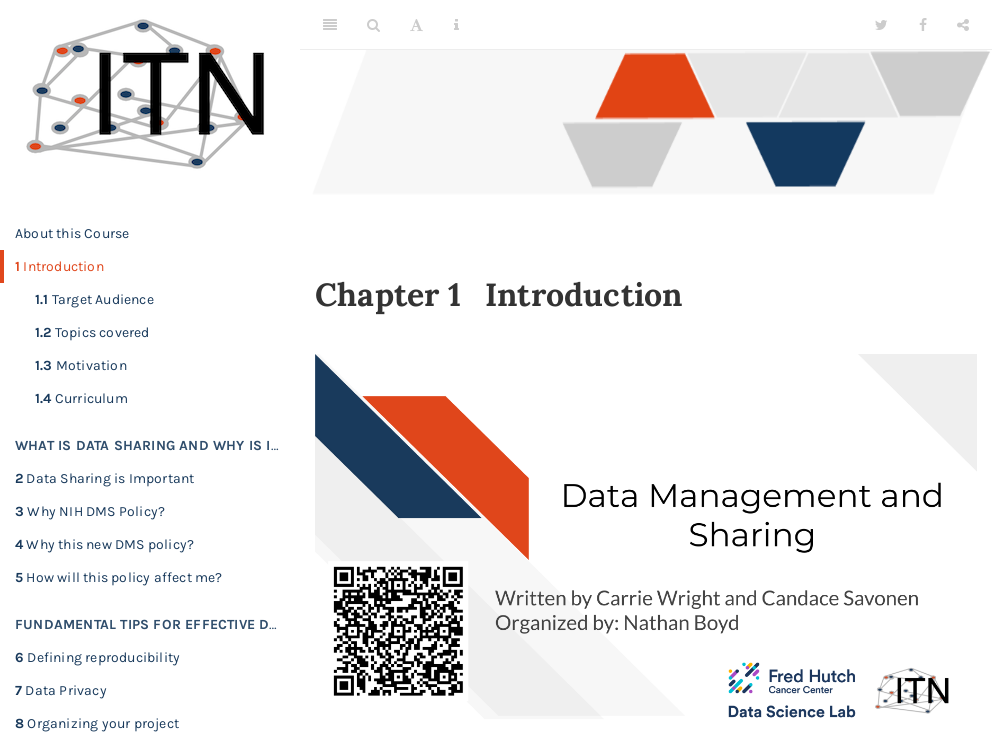 ITN
About this Course
1 Introduction
1.1 Target Audience
1.2 Topics covered
1.3 Motivation
1.4 Curriculum
WHAT IS DATA SHARING AND WHY IS I…
2 Data Sharing is Important
3 Why NIH DMS Policy?
4 Why this new DMS policy?
5 How will this policy affect me?
FUNDAMENTAL TIPS FOR EFFECTIVE D…
6 Defining reproducibility
7 Data Privacy
8 Organizing your project
A i
Chapter 1 Introduction
Data Management and
Sharing
Written by Carrie Wright and Candace Savonen
Organized by: Nathan Boyd
Fred Hutch
Cancer Center
Data Science Lab
ITN